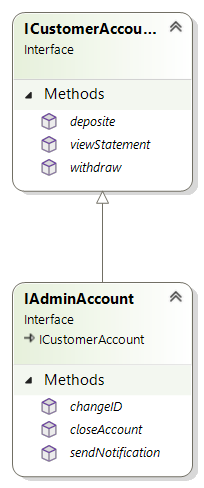 ICustomerAccou...
Interface
Methods
deposite
viewStatement
withdraw
IAdminAccount
Interface
ICustomerAccount
Methods
changeID
closeAccount
sendNotification